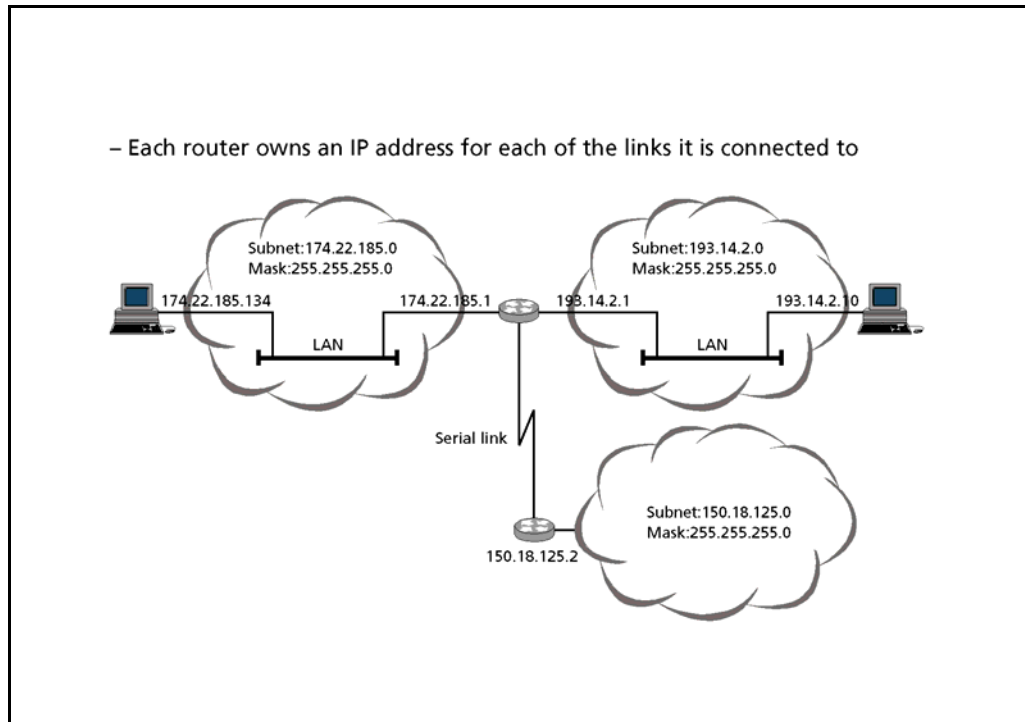 – Each router owns an IP address for each of the links it is connected to
Subnet:174.22.185.0
Mask:255.255.255.0
Subnet:193.14.2.0
Mask:255.255.255.0
174.22.185.134
174.22.185.1
193.14.2.1
193.14.2.10
LAN
LAN
Serial link
Subnet:150.18.125.0
Mask:255.255.255.0
150.18.125.2